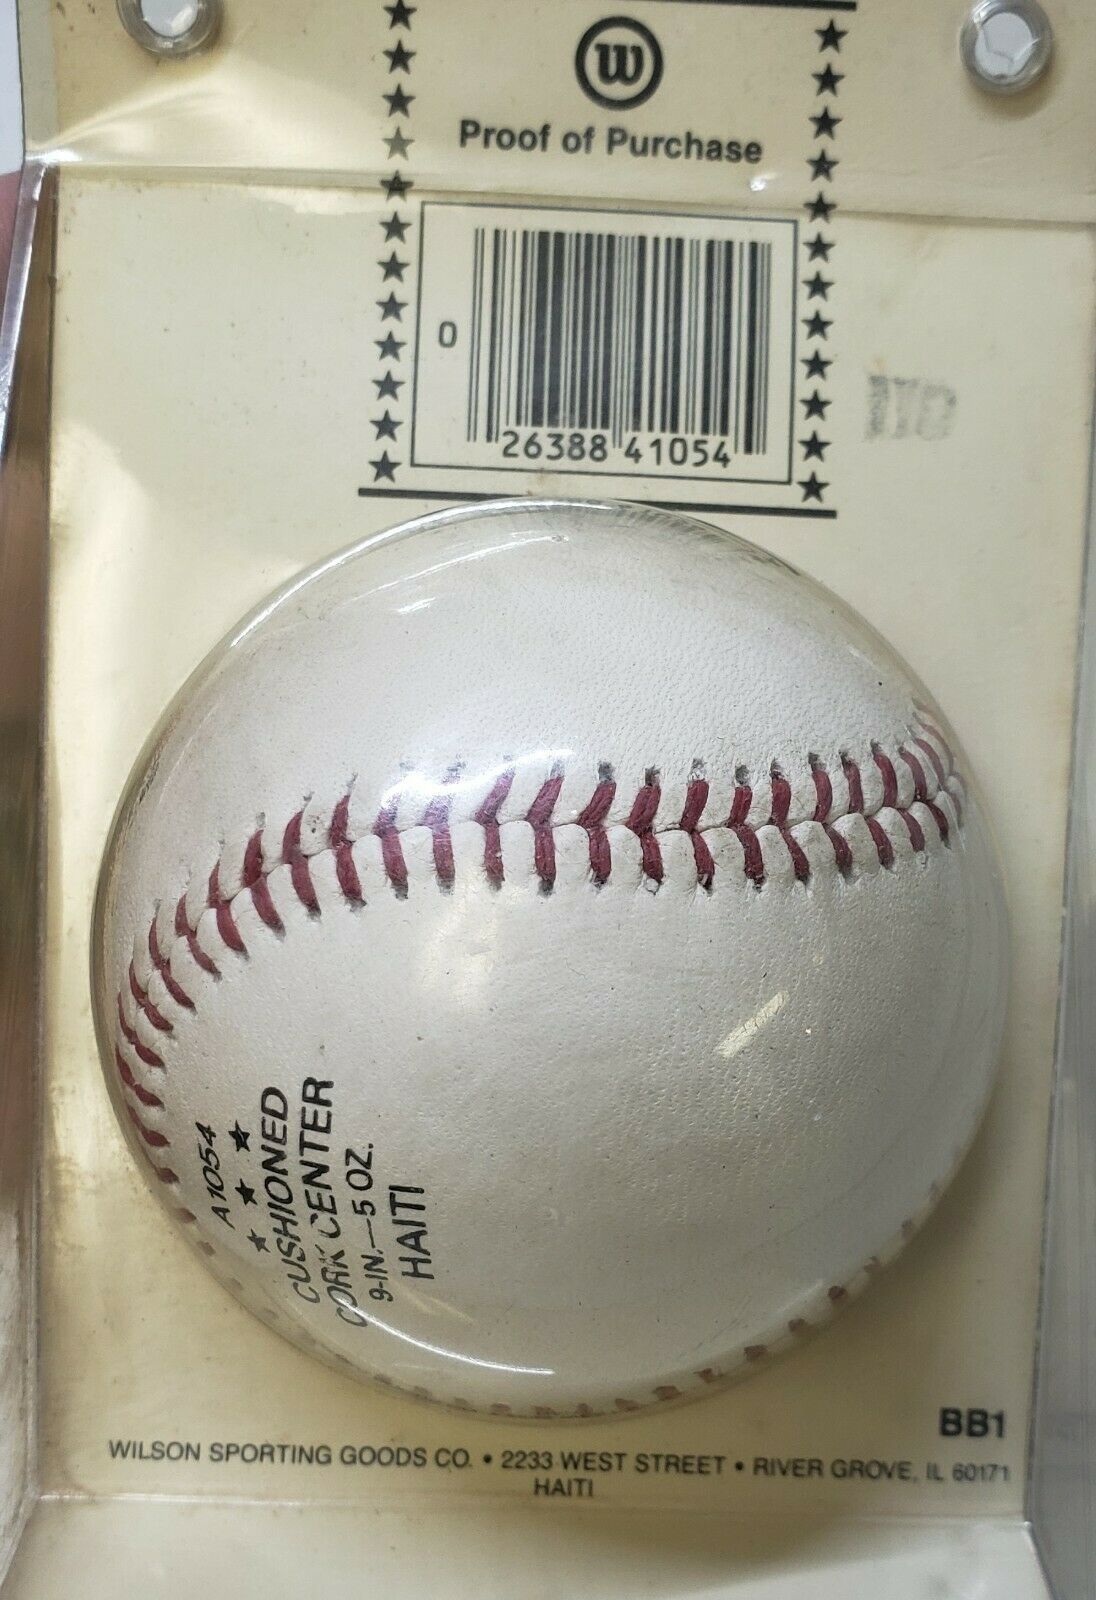 W
Proof of Purchase
0
26388 41054
A1054
★ ★ ★
CUSHIONED
CORK CENTER
9-IN.—5 OZ.
HAITI
BB1
WILSON SPORTING GOODS CO. • 2233 WEST STREET • RIVER GROVE, IL 60171
HAITI